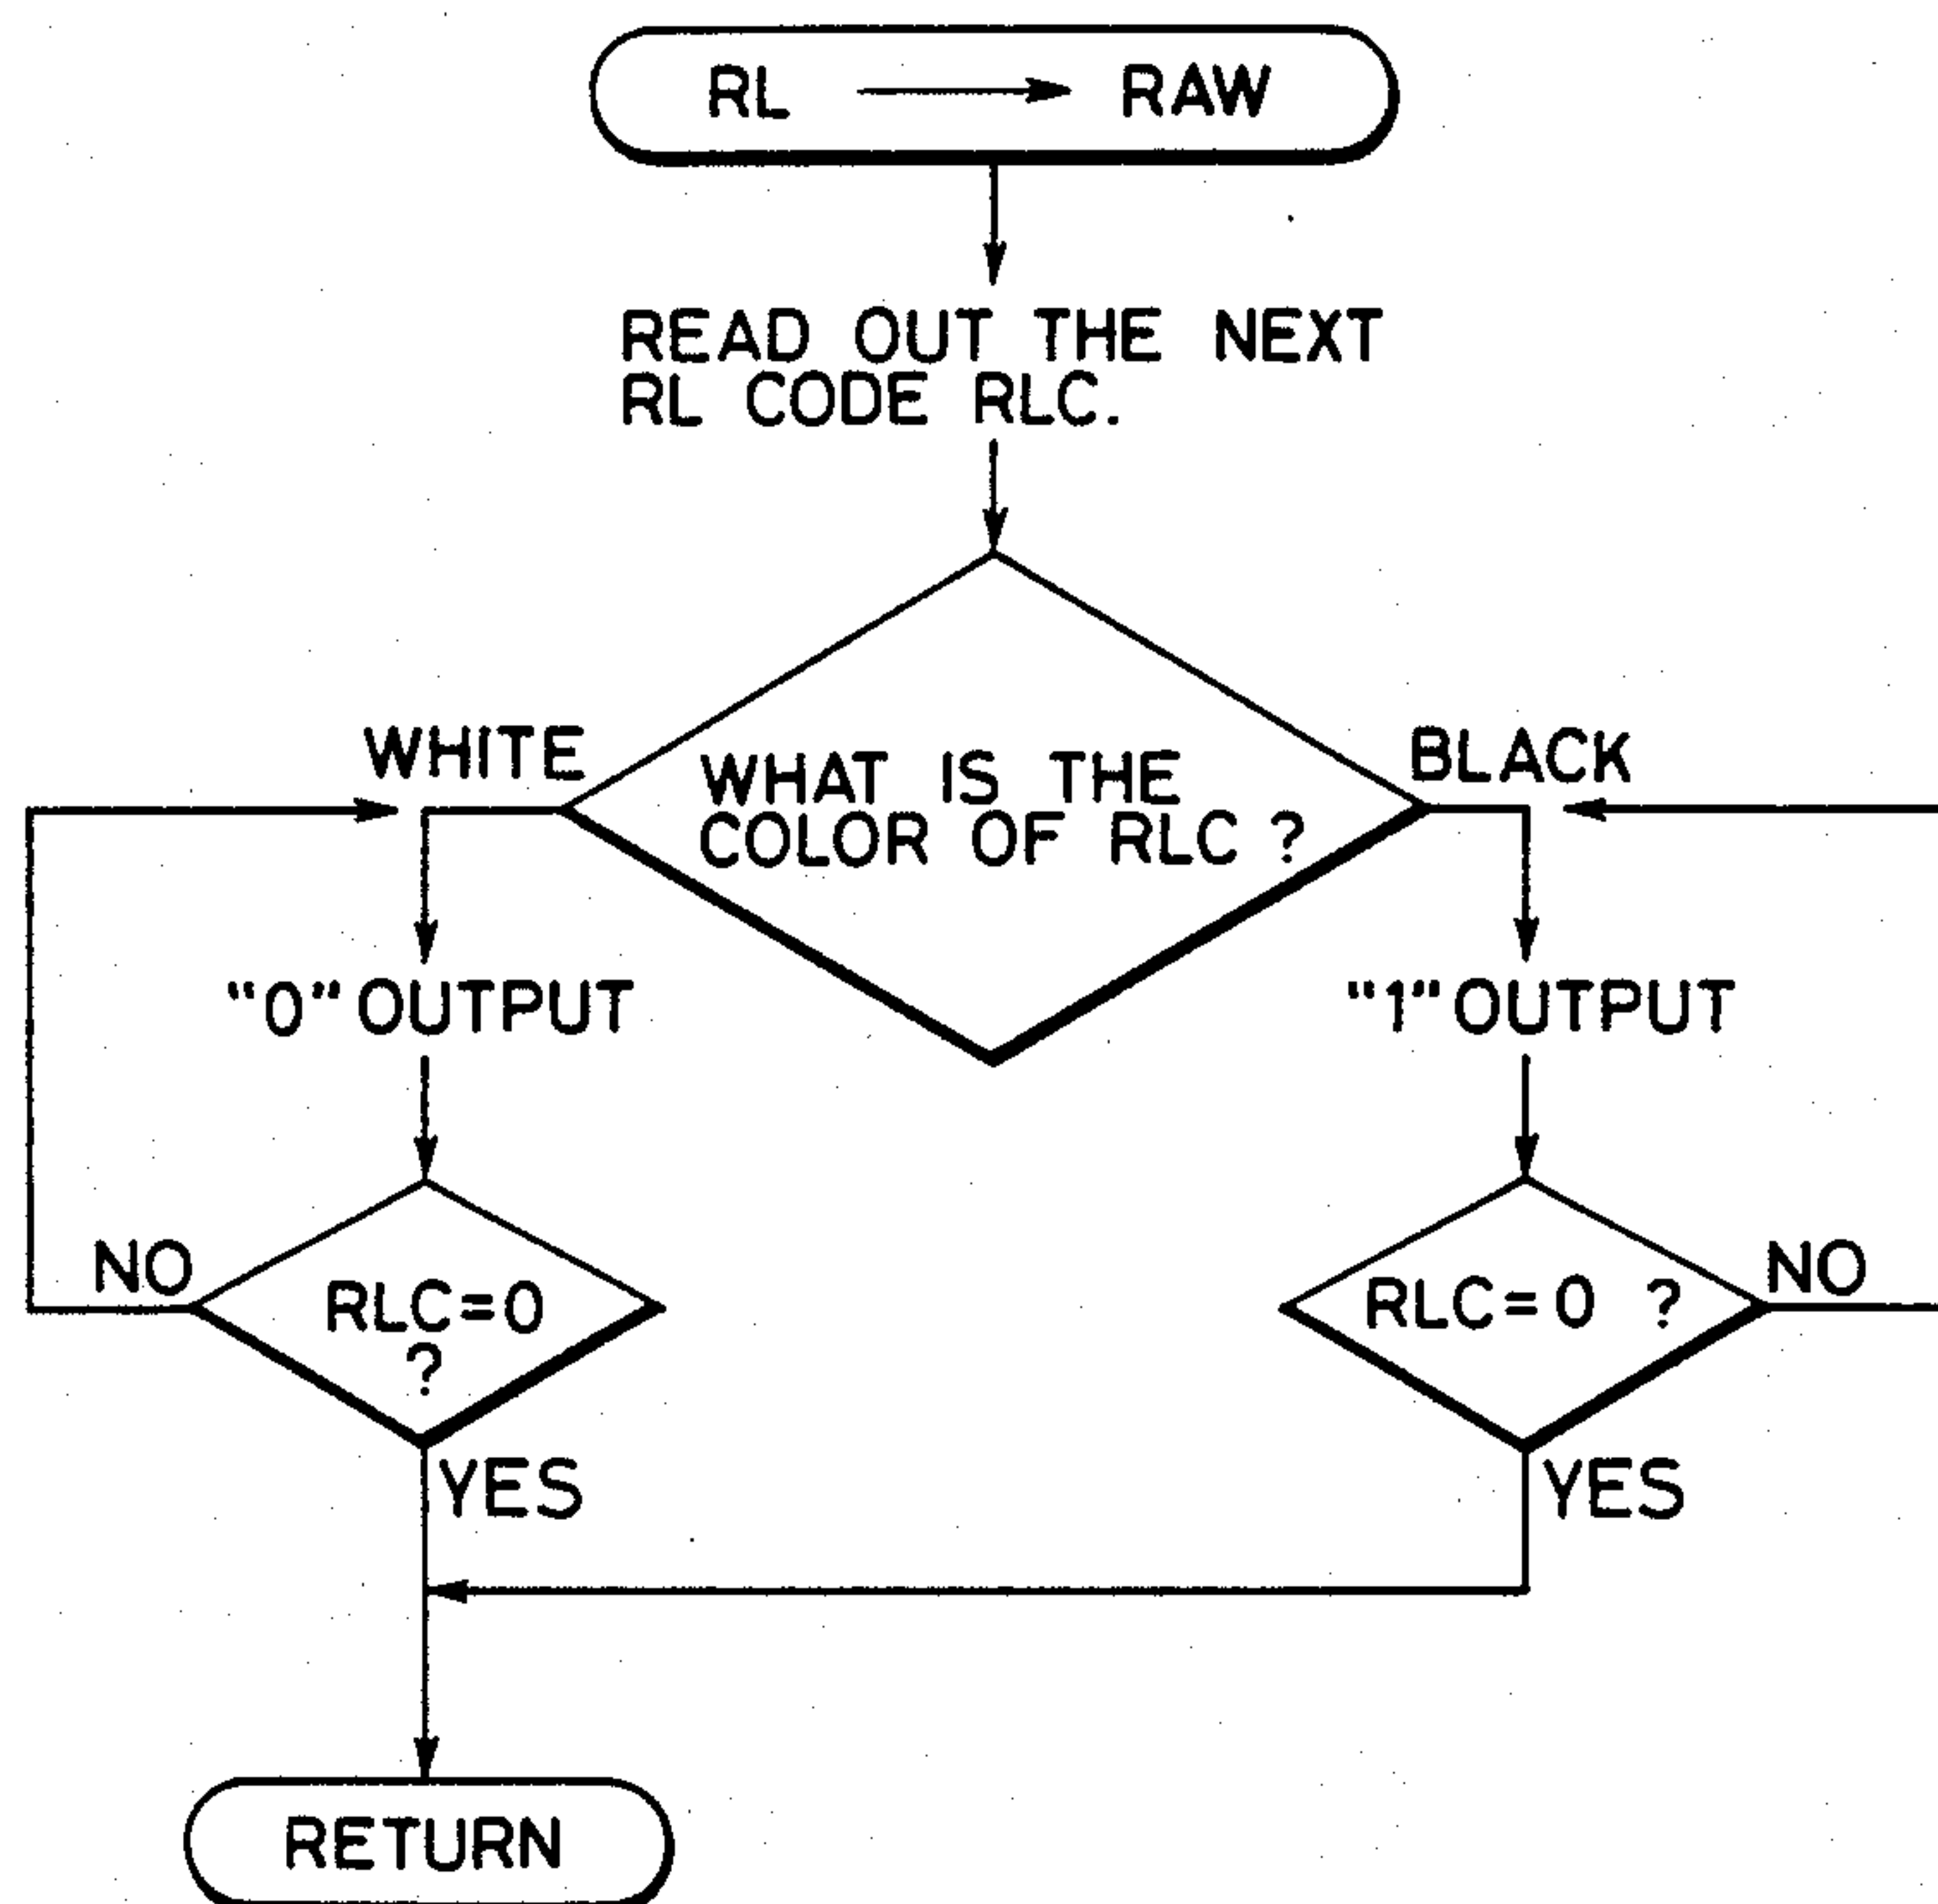 RL → RAW
READ OUT THE NEXT
RL CODE RLC.
WHITE
BLACK
WHAT IS THE
COLOR OF RLC ?
"0" OUTPUT
"1" OUTPUT
NO
RLC=0
?
RLC=0 ?
NO
YES
YES
RETURN